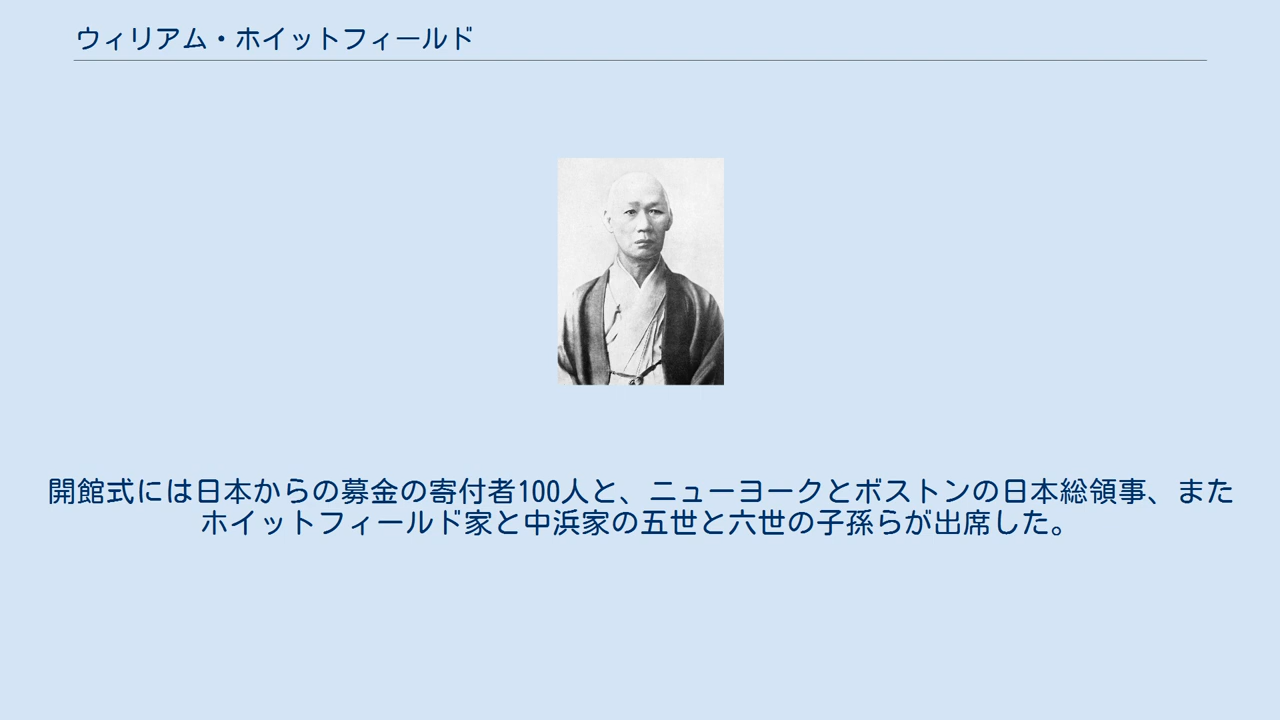 ウィリアム・ホイットフィールド
開館式には日本からの募金の寄付者100人と、ニューヨークとボストンの日本総領事、また
ホイットフィールド家と中浜家の五世と六世の子孫らが出席した。